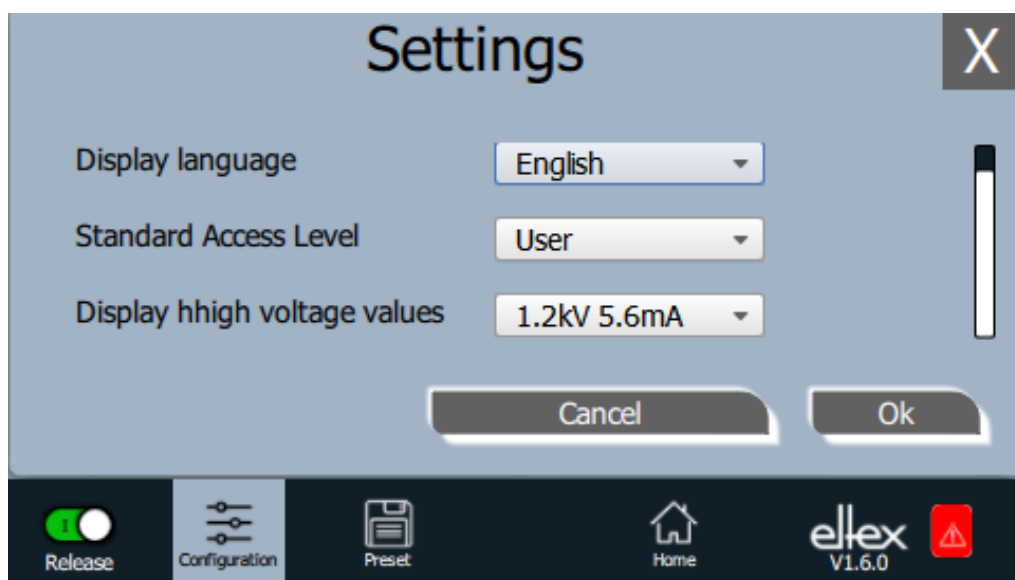 Settings
X
Display language
English
Standard Access Level
User
Display hhigh voltage values
1.2kV 5.6mA
Cancel
Ok
I
Release
Configuration
Preset
Home
eltex
V1.6.0